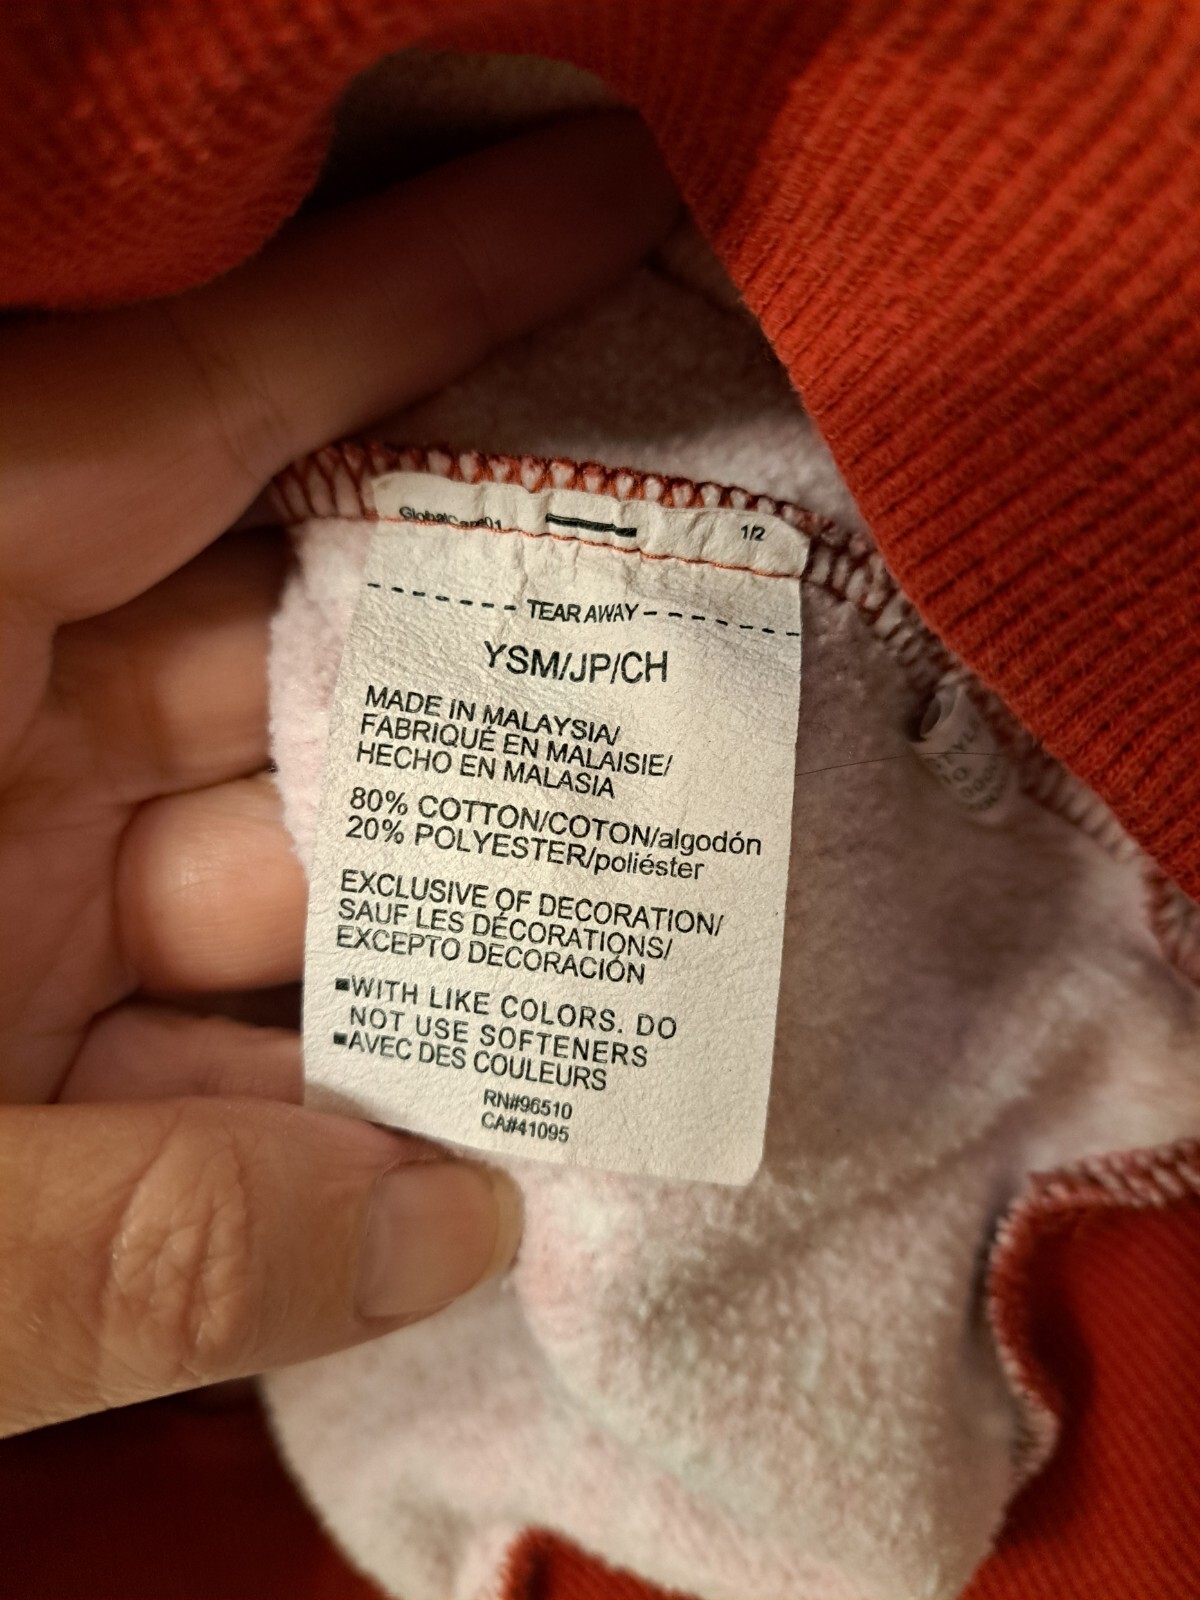 1/2
TEAR AWAY
YSM/JP/CH
MADE IN MALAYSIA/
FABRIQUÉ EN MALAISIE/
HECHO EN MALASIA
80% COTTON/COTON/algodón
20% POLYESTER/poliéster
EXCLUSIVE OF DECORATION/
SAUF LES DÉCORATIONS/
EXCEPTO DECORACIÓN
■WITH LIKE COLORS. DO
NOT USE SOFTENERS
■AVEC DES COULEURS
RN#96510
CA#41095